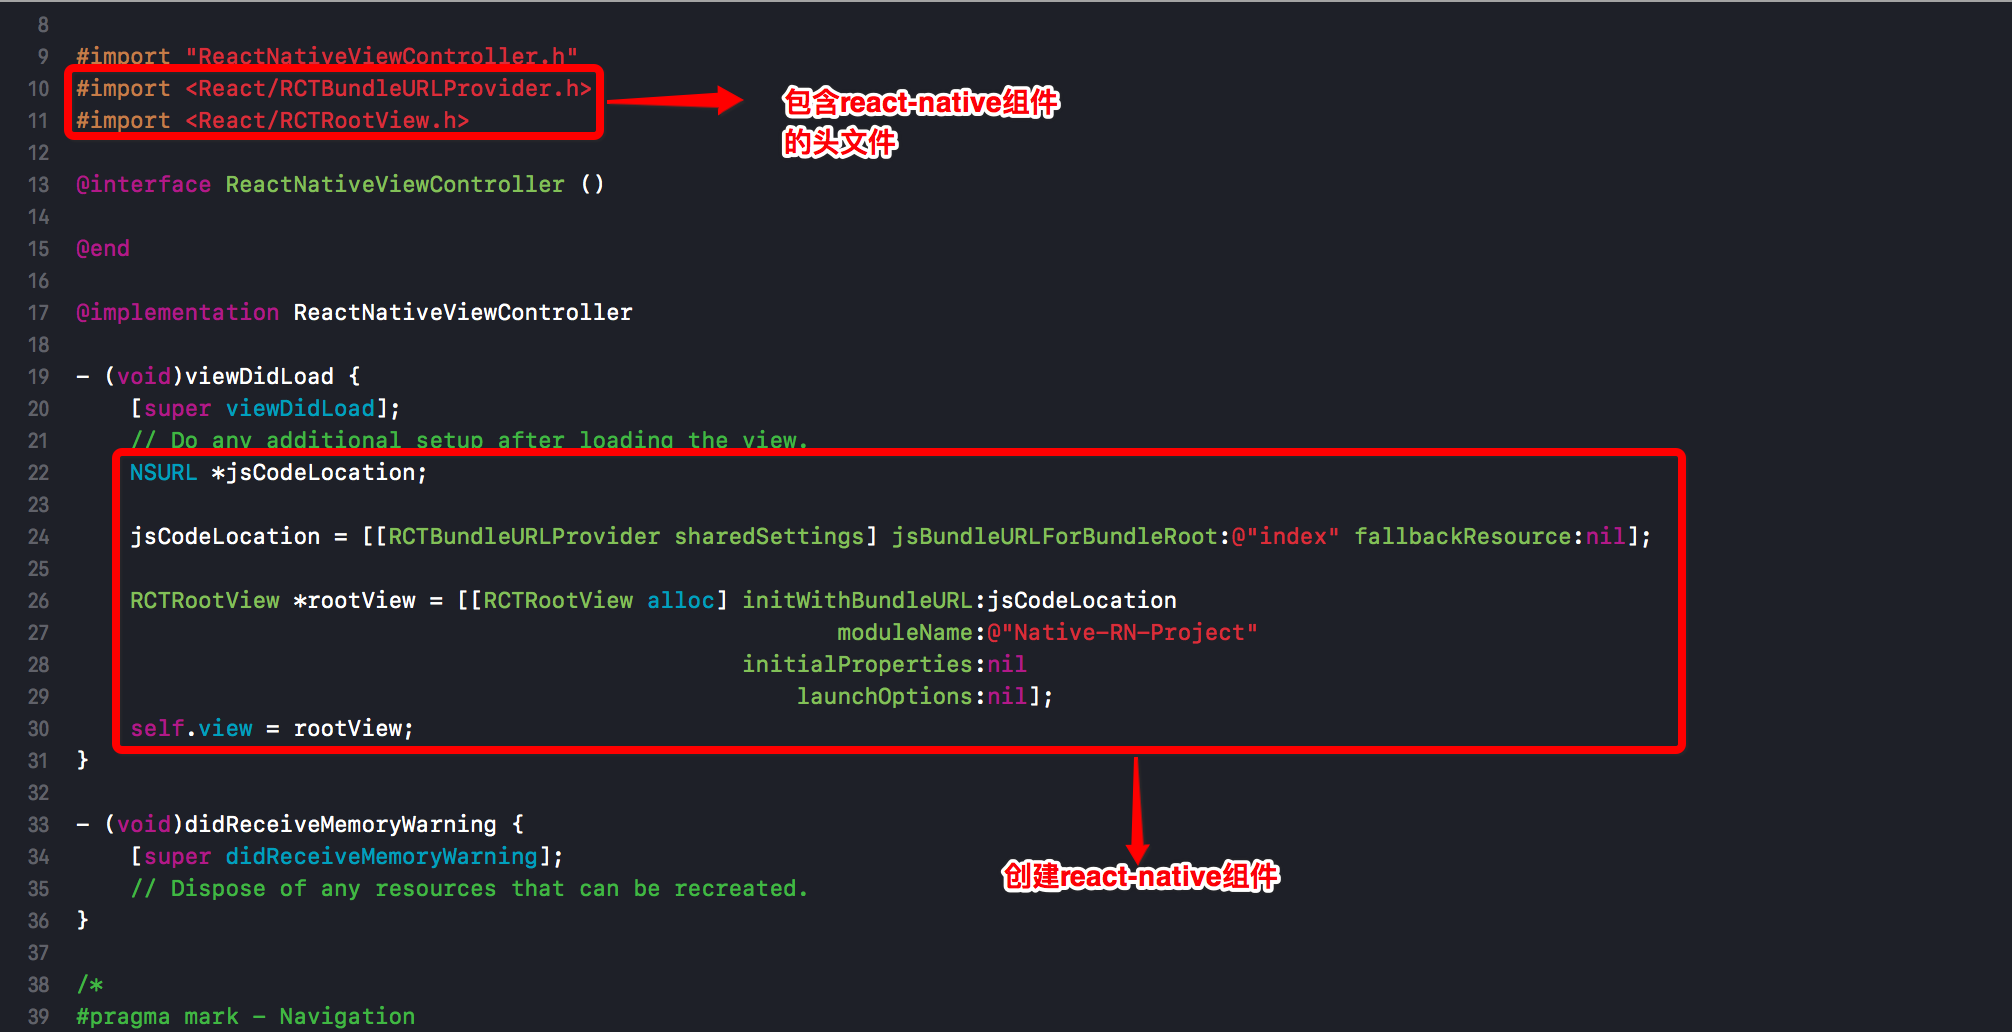 8
9 #import "ReactNativeViewController.h"
10 #import <React/RCTBundleURLProvider.h>
11 #import <React/RCTRootView.h>
包含react-native组件
的头文件
12
13 @interface ReactNativeViewController ()
14
15 @end
16
17 @implementation ReactNativeViewController
18
19 - (void)viewDidLoad {
20 [super viewDidLoad];
21 // Do any additional setup after loading the view.
22 NSURL *jsCodeLocation;
23
24 jsCodeLocation = [[RCTBundleURLProvider sharedSettings] jsBundleURLForBundleRoot:@"index" fallbackResource:nil];
25
26 RCTRootView *rootView = [[RCTRootView alloc] initWithBundleURL:jsCodeLocation
27 moduleName:@"Native-RN-Project"
28 initialProperties:nil
29 launchOptions:nil];
30 self.view = rootView;
31 }
32
33 - (void)didReceiveMemoryWarning {
34 [super didReceiveMemoryWarning];
创建react-native组件
35 // Dispose of any resources that can be recreated.
36 }
37
38 /*
39 #pragma mark - Navigation